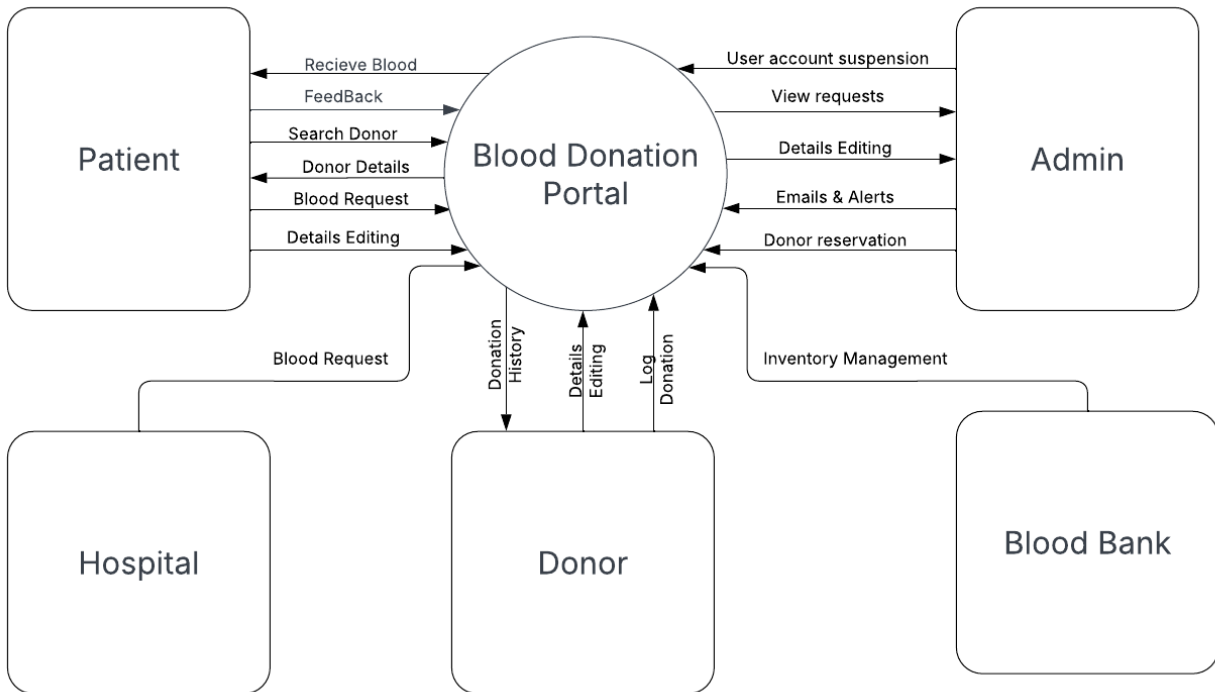 Recieve Blood
FeedBack
Search Donor
Donor Details
Blood Request
Details Editing
Patient
Blood Donation
Portal
User account suspension
View requests
Details Editing
Emails & Alerts
Donor reservation
Admin
Blood Request
Donation
History
Details
Editing
Log
Donation
Inventory Management
Hospital
Donor
Blood Bank